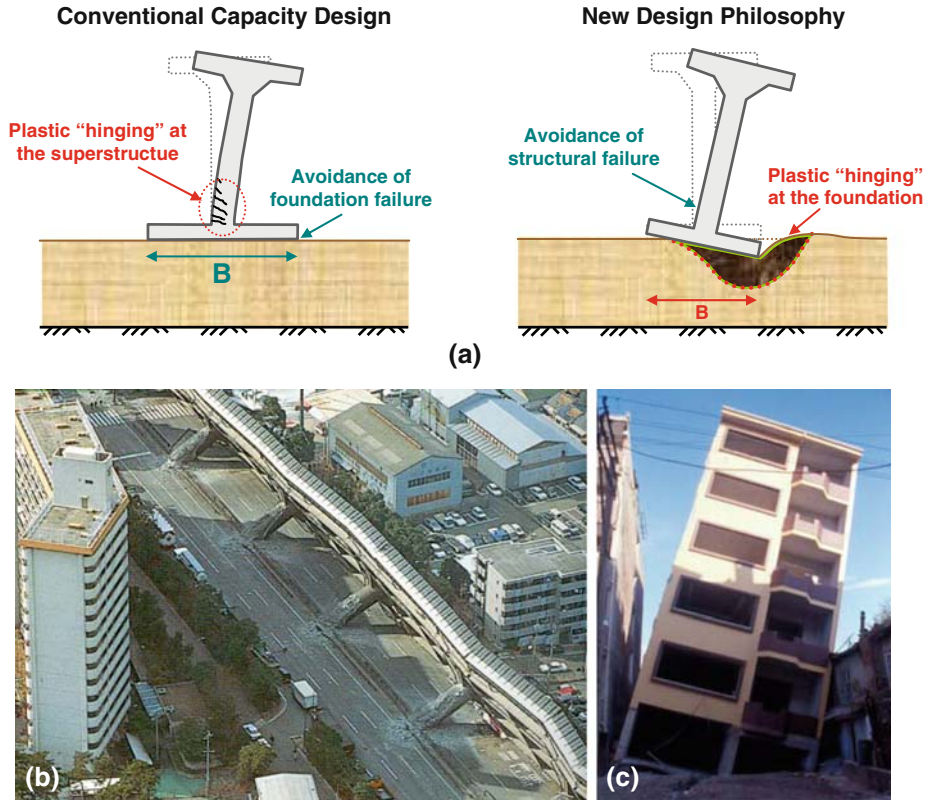 Conventional Capacity Design
New Design Philosophy
Plastic “hinging” at
the superstructue
Avoidance of
foundation failure
B
Avoidance of
structural failure
Plastic “hinging”
at the foundation
B
(a)
(b)
(c)